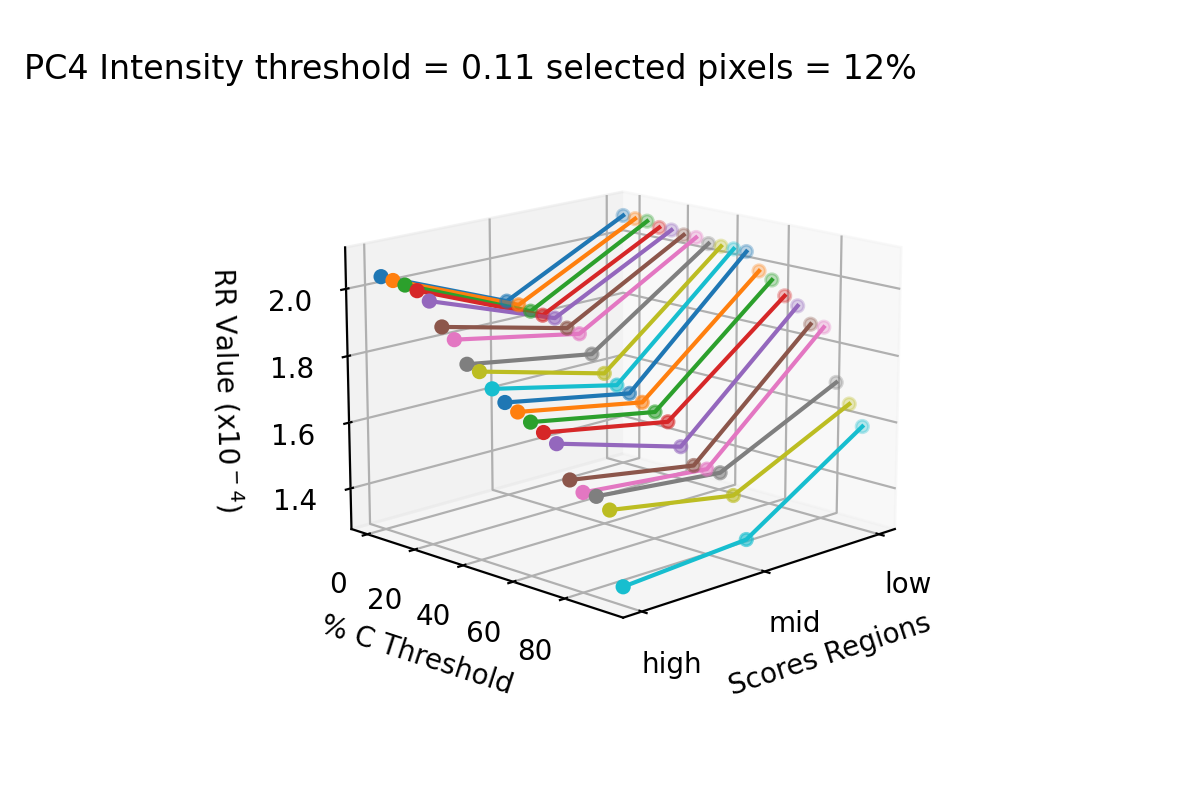 PC4 Intensity threshold = 0.11 selected pixels = 12%
RR Value (x10⁻⁴)
2.0
1.8
1.6
1.4
0
20
40
60
80
% C Threshold
high
mid
low
Scores Regions